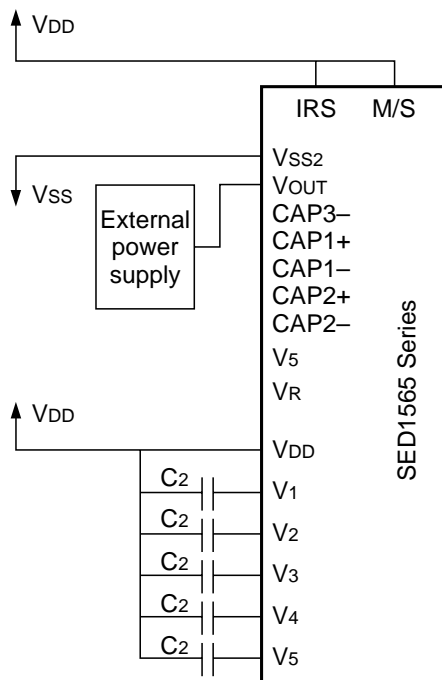 VDD
IRS M/S
VSS2
VSS
VOUT
External
power
supply
CAP3–
CAP1+
CAP1–
CAP2+
CAP2–
V5
VR
SED1565 Series
VDD
VDD
C2
V1
C2
V2
C2
V3
C2
V4
C2
V5